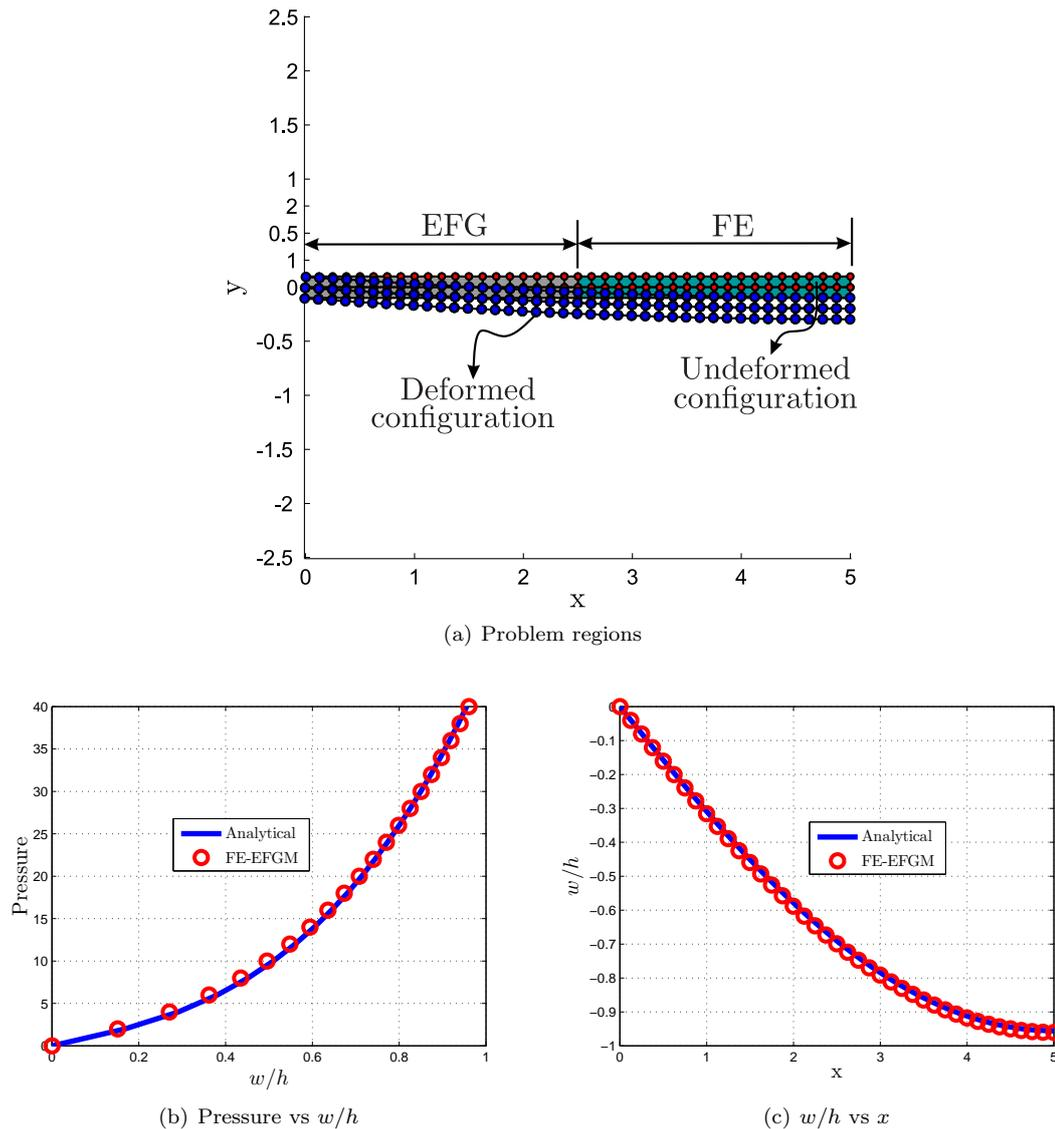 2.5
2
1.5
1
2
0.5
1
0
-0.5
-1
-1.5
-2
-2.5
y
EFG
FE
Deformed
configuration
Undeformed
configuration
0
1
2
3
4
5
x
(a) Problem regions
40
35
30
25
20
15
10
5
0
Pressure
Analytical
FE-EFGM
0
0.2
0.4
0.6
0.8
1
w/h
(b) Pressure vs w/h
0
−0.1
−0.2
−0.3
−0.4
−0.5
−0.6
−0.7
−0.8
−0.9
−1
w/h
Analytical
FE-EFGM
0
1
2
3
4
5
x
(c) w/h vs x